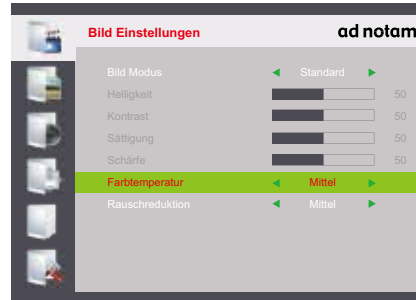 Bild Einstellungen ad notam
Bild Modus Standard
Helligkeit 50
Kontrast 50
Sättigung 50
Schärfe 50
Farbtemperatur Mittel
Rauschreduktion Mittel